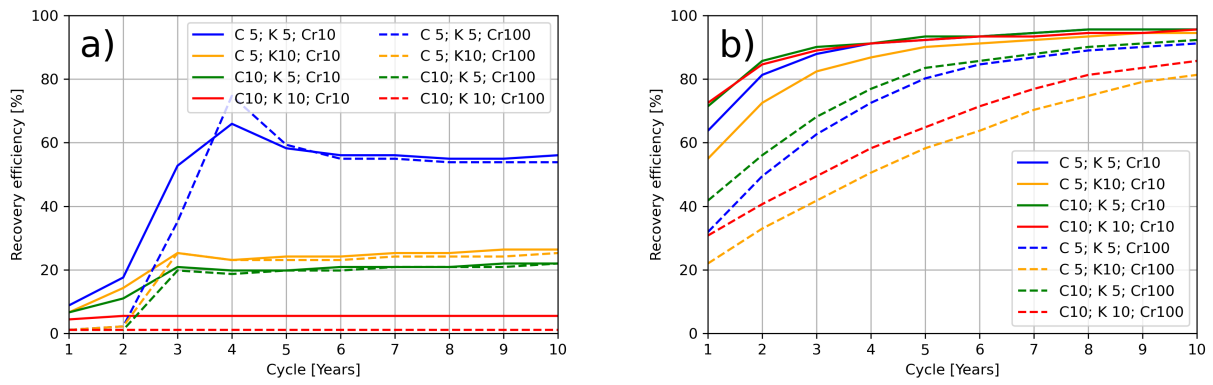 a)
C 5; K 5; Cr10
C 5; K10; Cr10
C10; K 5; Cr10
C10; K 10; Cr10
C 5; K 5; Cr100
C 5; K10; Cr100
C10; K 5; Cr100
C10; K 10; Cr100
100
80
60
40
20
0
Recovery efficiency [%]
1 2 3 4 5 6 7 8 9 10
Cycle [Years]
b)
100
80
60
40
20
0
Recovery efficiency [%]
C 5; K 5; Cr10
C 5; K10; Cr10
C10; K 5; Cr10
C10; K 10; Cr10
C 5; K 5; Cr100
C 5; K10; Cr100
C10; K 5; Cr100
C10; K 10; Cr100
1 2 3 4 5 6 7 8 9 10
Cycle [Years]